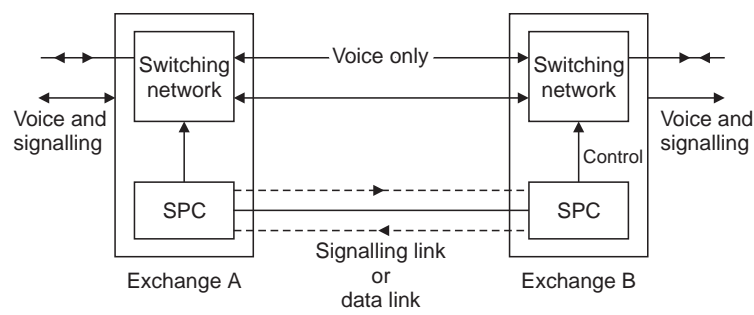 Switching
network
Voice only
Switching
network
Voice and
signalling
Voice and
signalling
Control
SPC
SPC
Signalling link
or
data link
Exchange A
Exchange B